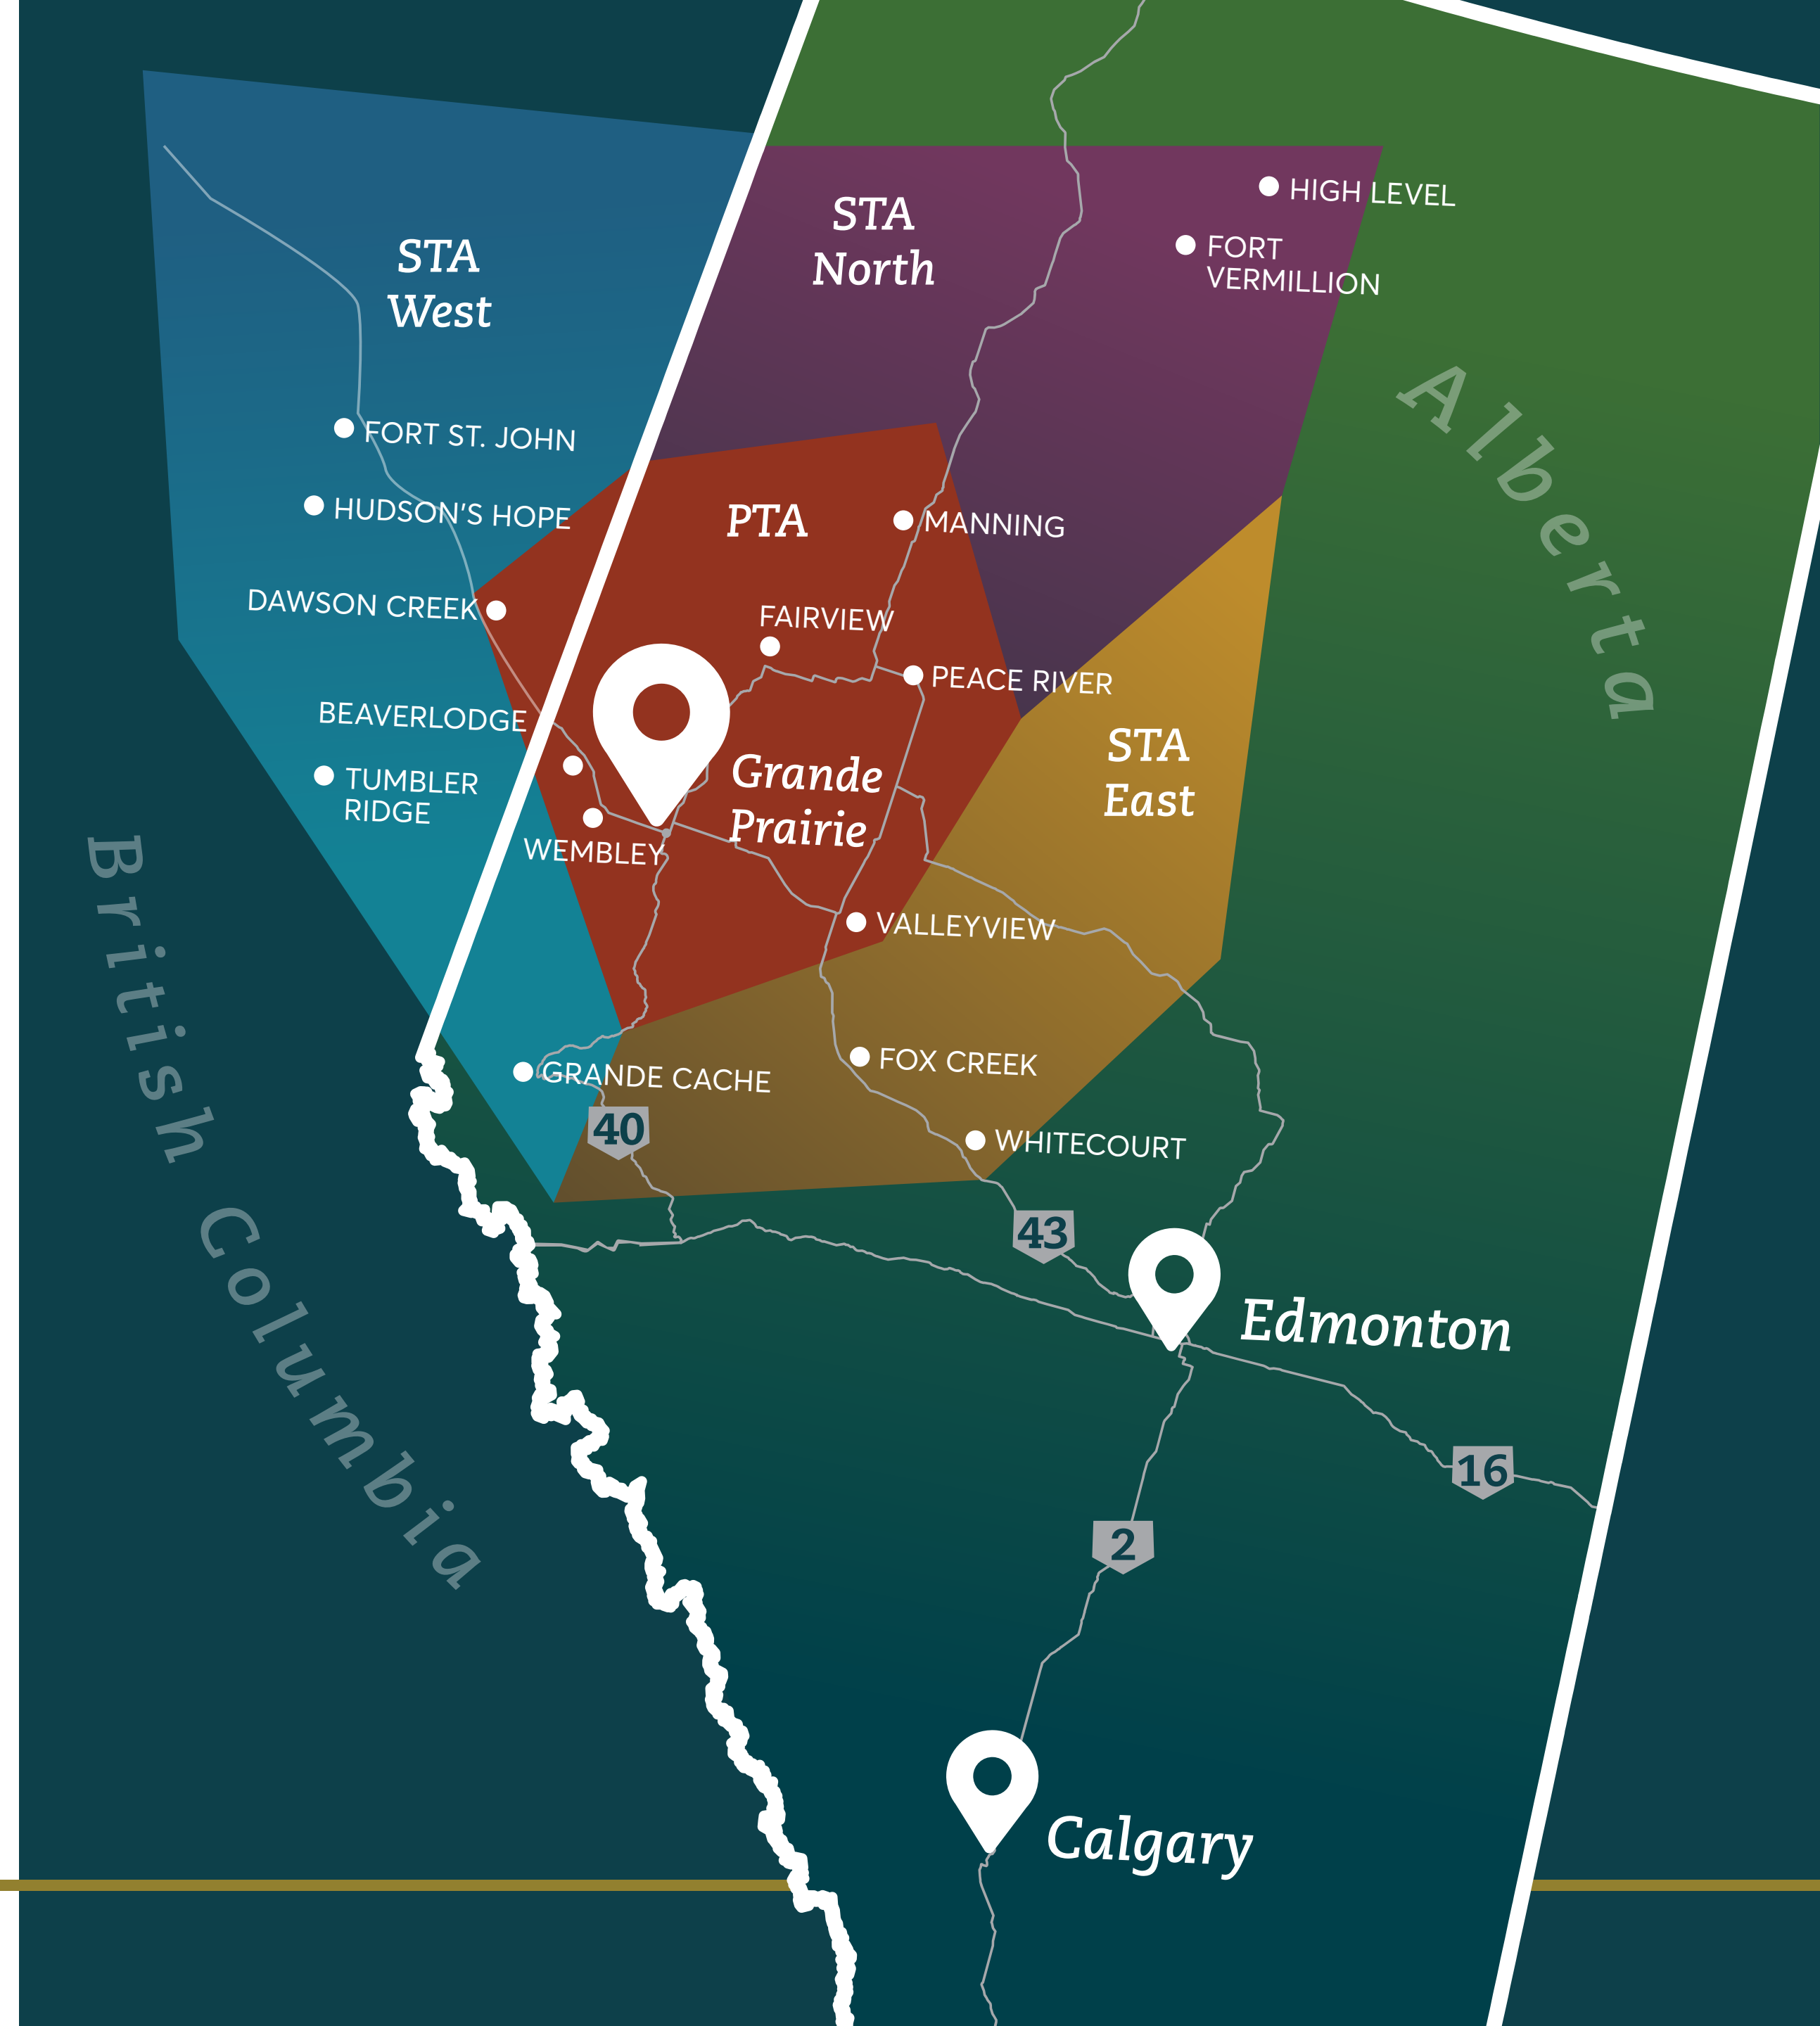 HIGH LEVEL
STA
North
FORT
VERMILLION
STA
West
Alberta
FORT ST. JOHN
HUDSON'S HOPE
PTA
MANNING
DAWSON CREEK
FAIRVIEW
PEACE RIVER
BEAVERLODGE
STA
East
TUMBLER
RIDGE
Grande
Prairie
WEMBLEY
British Columbia
VALLEYVIEW
GRANDE CACHE
FOX CREEK
40
WHITECOURT
43
Edmonton
16
2
Calgary